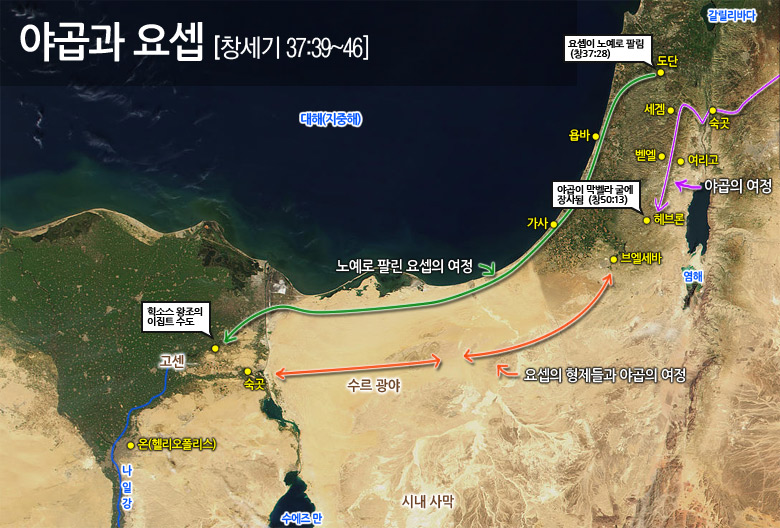 야곱과 요셉 [창세기 37:39~46]
갈릴리바다
요셉이 노예로 팔림
(창37:28)
도단
대해(지중해)
세겜
숙곳
욥바
벧엘
여리고
야곱의 여정
야곱이 막벨라 굴에
장사됨 (창50:13)
헤브론
가사
브엘세바
노예로 팔린 요셉의 여정
염해
힉소스 왕조의
이집트 수도
고센
숙곳
수르 광야
요셉의 형제들과 야곱의 여정
온(헬리오폴리스)
나
일
강
시내 사막
수에즈 만